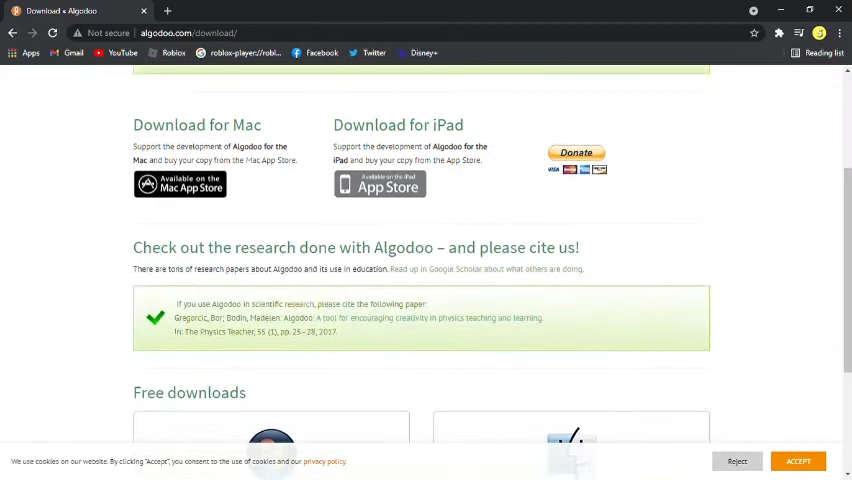 Download « Algodoo
Not secure
algodoo.com/download/
Apps
Gmail
YouTube
Roblox
roblox-player://robl...
Facebook
Twitter
Disney+
Reading list
Download for Mac
Support the development of Algodoo for the
Mac and buy your copy from the Mac App Store.
Available on the
Mac App Store
Download for iPad
Support the development of Algodoo for the
iPad and buy your copy from the App Store.
Available on the iPad
App Store
Donate
VISA
Check out the research done with Algodoo – and please cite us!
There are tons of research papers about Algodoo and its use in education. Read up in Google Scholar about what others are doing.
If you use Algodoo in scientific research, please cite the following paper:
Gregorcic, Bor; Bodin, Madelen: Algodoo: A tool for encouraging creativity in physics teaching and learning.
In: The Physics Teacher, 55 (1), pp. 25–28, 2017.
Free downloads
We use cookies on our website. By clicking "Accept", you consent to the use of cookies and our privacy policy.
Reject
ACCEPT